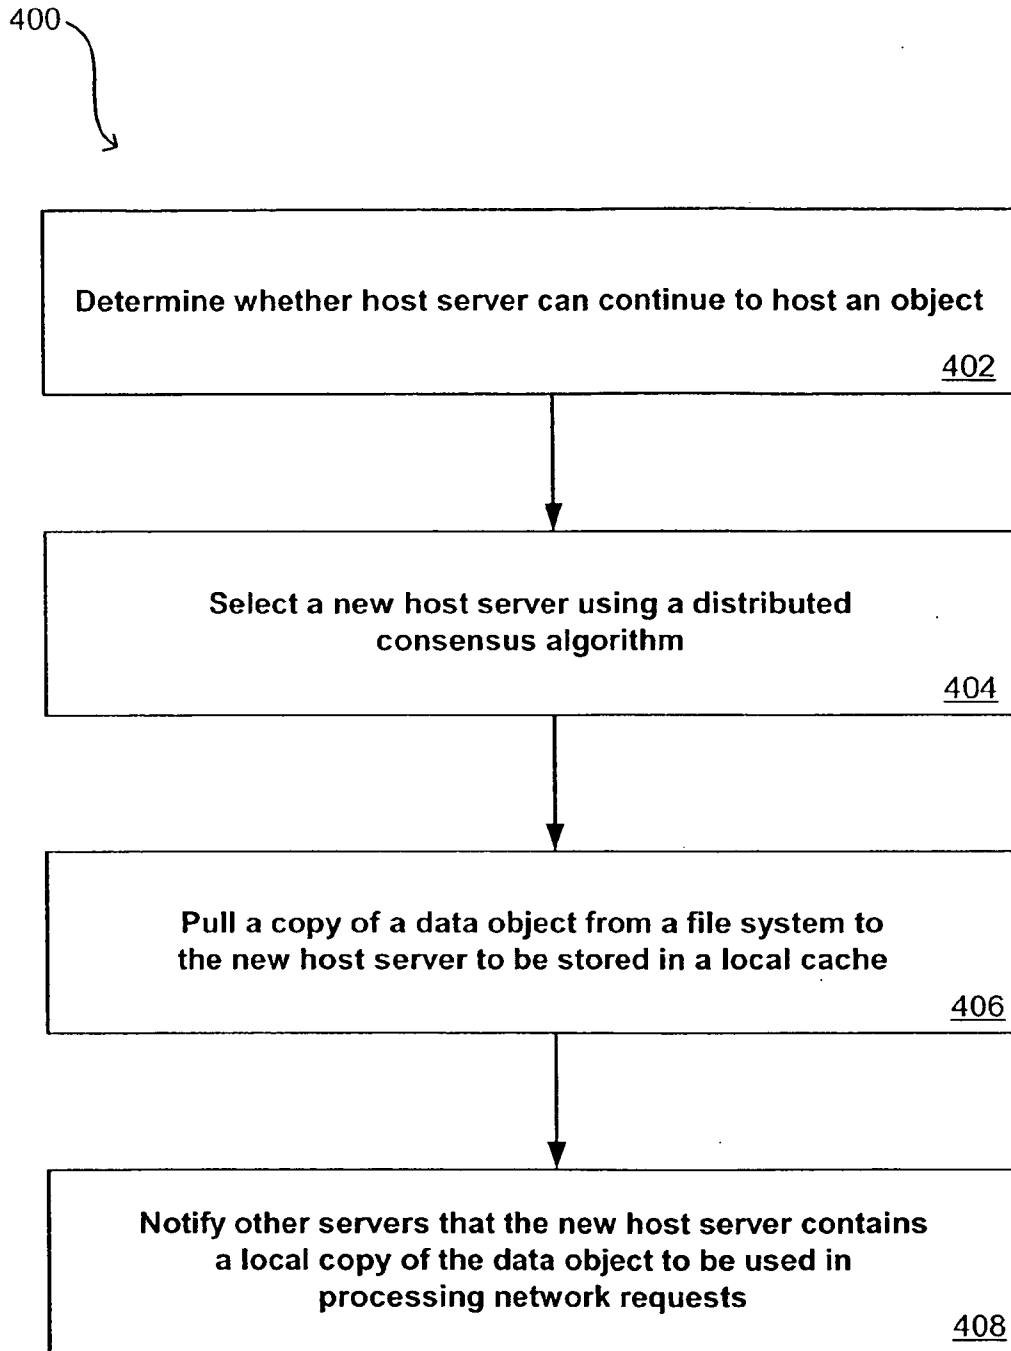 400
Determine whether host server can continue to host an object
402
Select a new host server using a distributed
consensus algorithm
404
Pull a copy of a data object from a file system to
the new host server to be stored in a local cache
406
Notify other servers that the new host server contains
a local copy of the data object to be used in
processing network requests
408